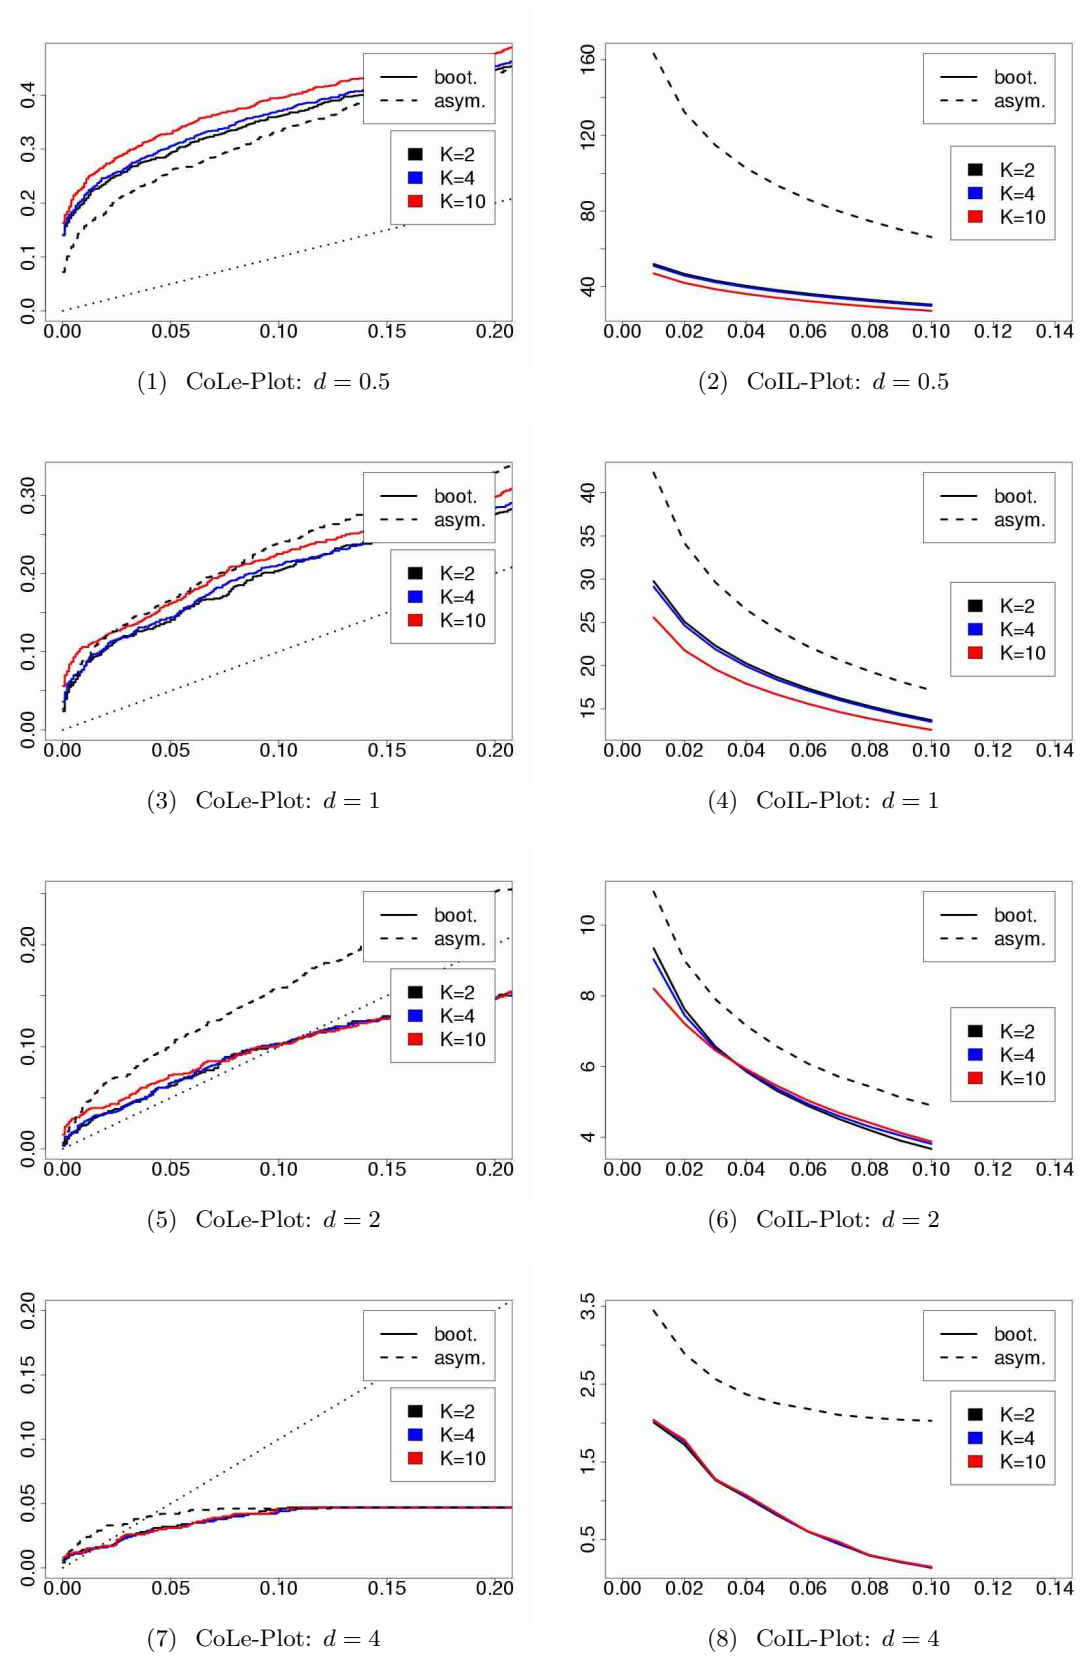 0.0 0.1 0.2 0.3 0.4
boot.
asym.
K=2
K=4
K=10
0.00 0.05 0.10 0.15 0.20
(1) CoLe-Plot: d = 0.5
40 80 120 160
boot.
asym.
K=2
K=4
K=10
0.00 0.02 0.04 0.06 0.08 0.10 0.12 0.14
(2) CoIL-Plot: d = 0.5
0.00 0.10 0.20 0.30
boot.
asym.
K=2
K=4
K=10
0.00 0.05 0.10 0.15 0.20
(3) CoLe-Plot: d = 1
15 20 25 30 35 40
boot.
asym.
K=2
K=4
K=10
0.00 0.02 0.04 0.06 0.08 0.10 0.12 0.14
(4) CoIL-Plot: d = 1
0.00 0.10 0.20
boot.
asym.
K=2
K=4
K=10
0.00 0.05 0.10 0.15 0.20
(5) CoLe-Plot: d = 2
4 6 8 10
boot.
asym.
K=2
K=4
K=10
0.00 0.02 0.04 0.06 0.08 0.10 0.12 0.14
(6) CoIL-Plot: d = 2
0.00 0.05 0.10 0.15 0.20
boot.
asym.
K=2
K=4
K=10
0.00 0.05 0.10 0.15 0.20
(7) CoLe-Plot: d = 4
0.5 1.5 2.5 3.5
boot.
asym.
K=2
K=4
K=10
0.00 0.02 0.04 0.06 0.08 0.10 0.12 0.14
(8) CoIL-Plot: d = 4